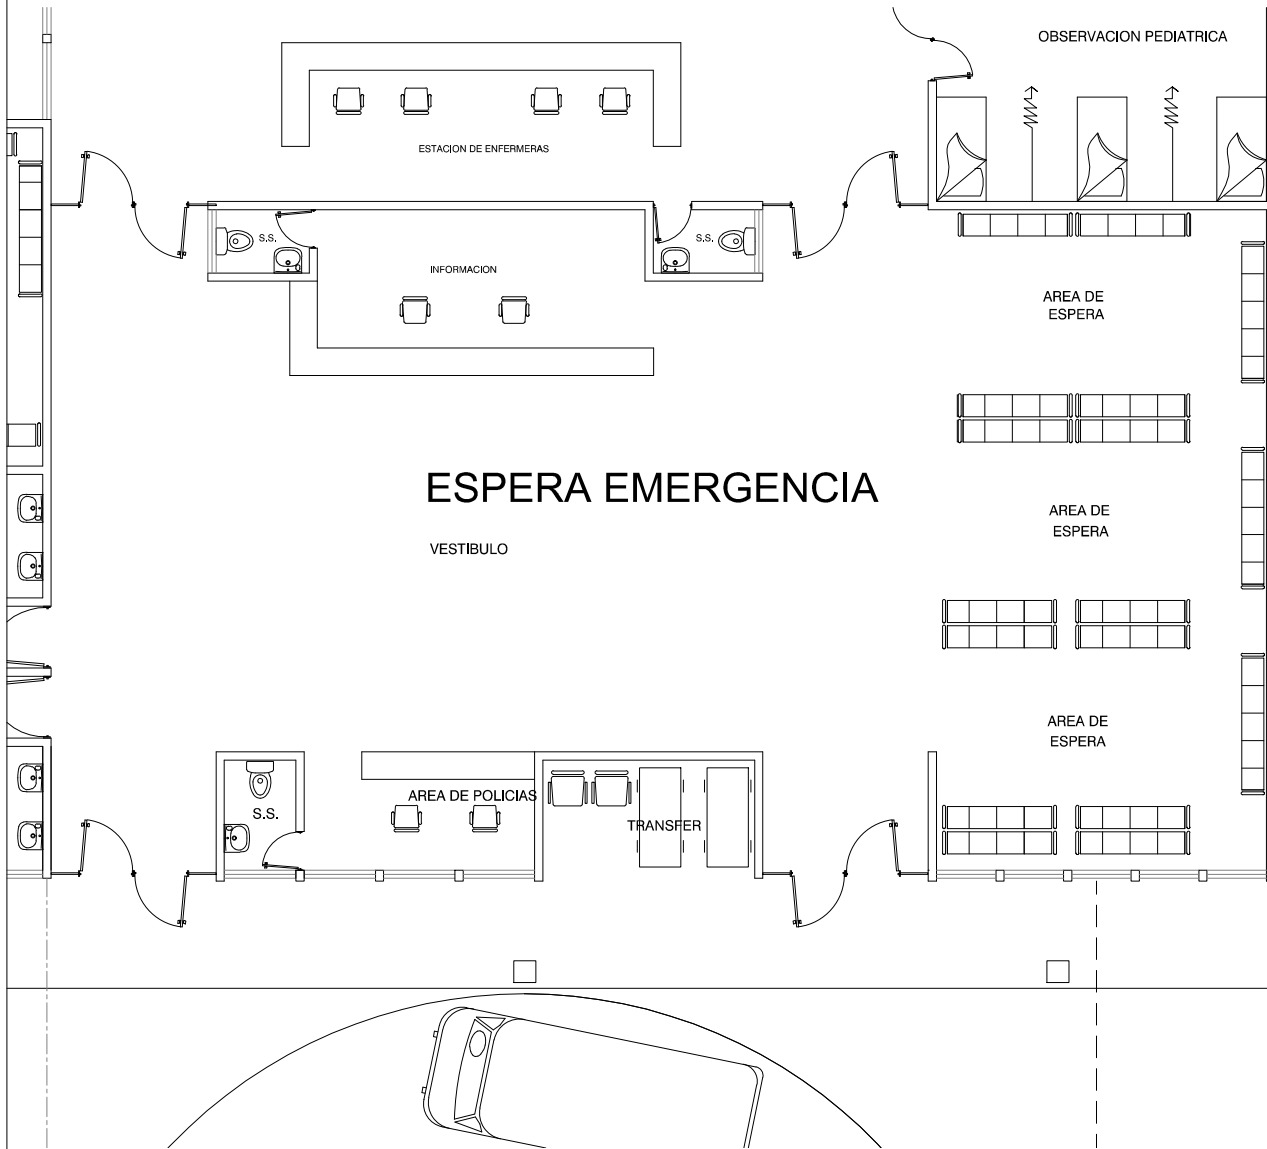 OBSERVACION PEDIATRICA
ESTACION DE ENFERMERAS
S.S.
S.S.
INFORMACION
AREA DE
ESPERA
ESPERA EMERGENCIA
AREA DE
ESPERA
VESTIBULO
AREA DE
ESPERA
AREA DE POLICIAS
S.S.
TRANSFER